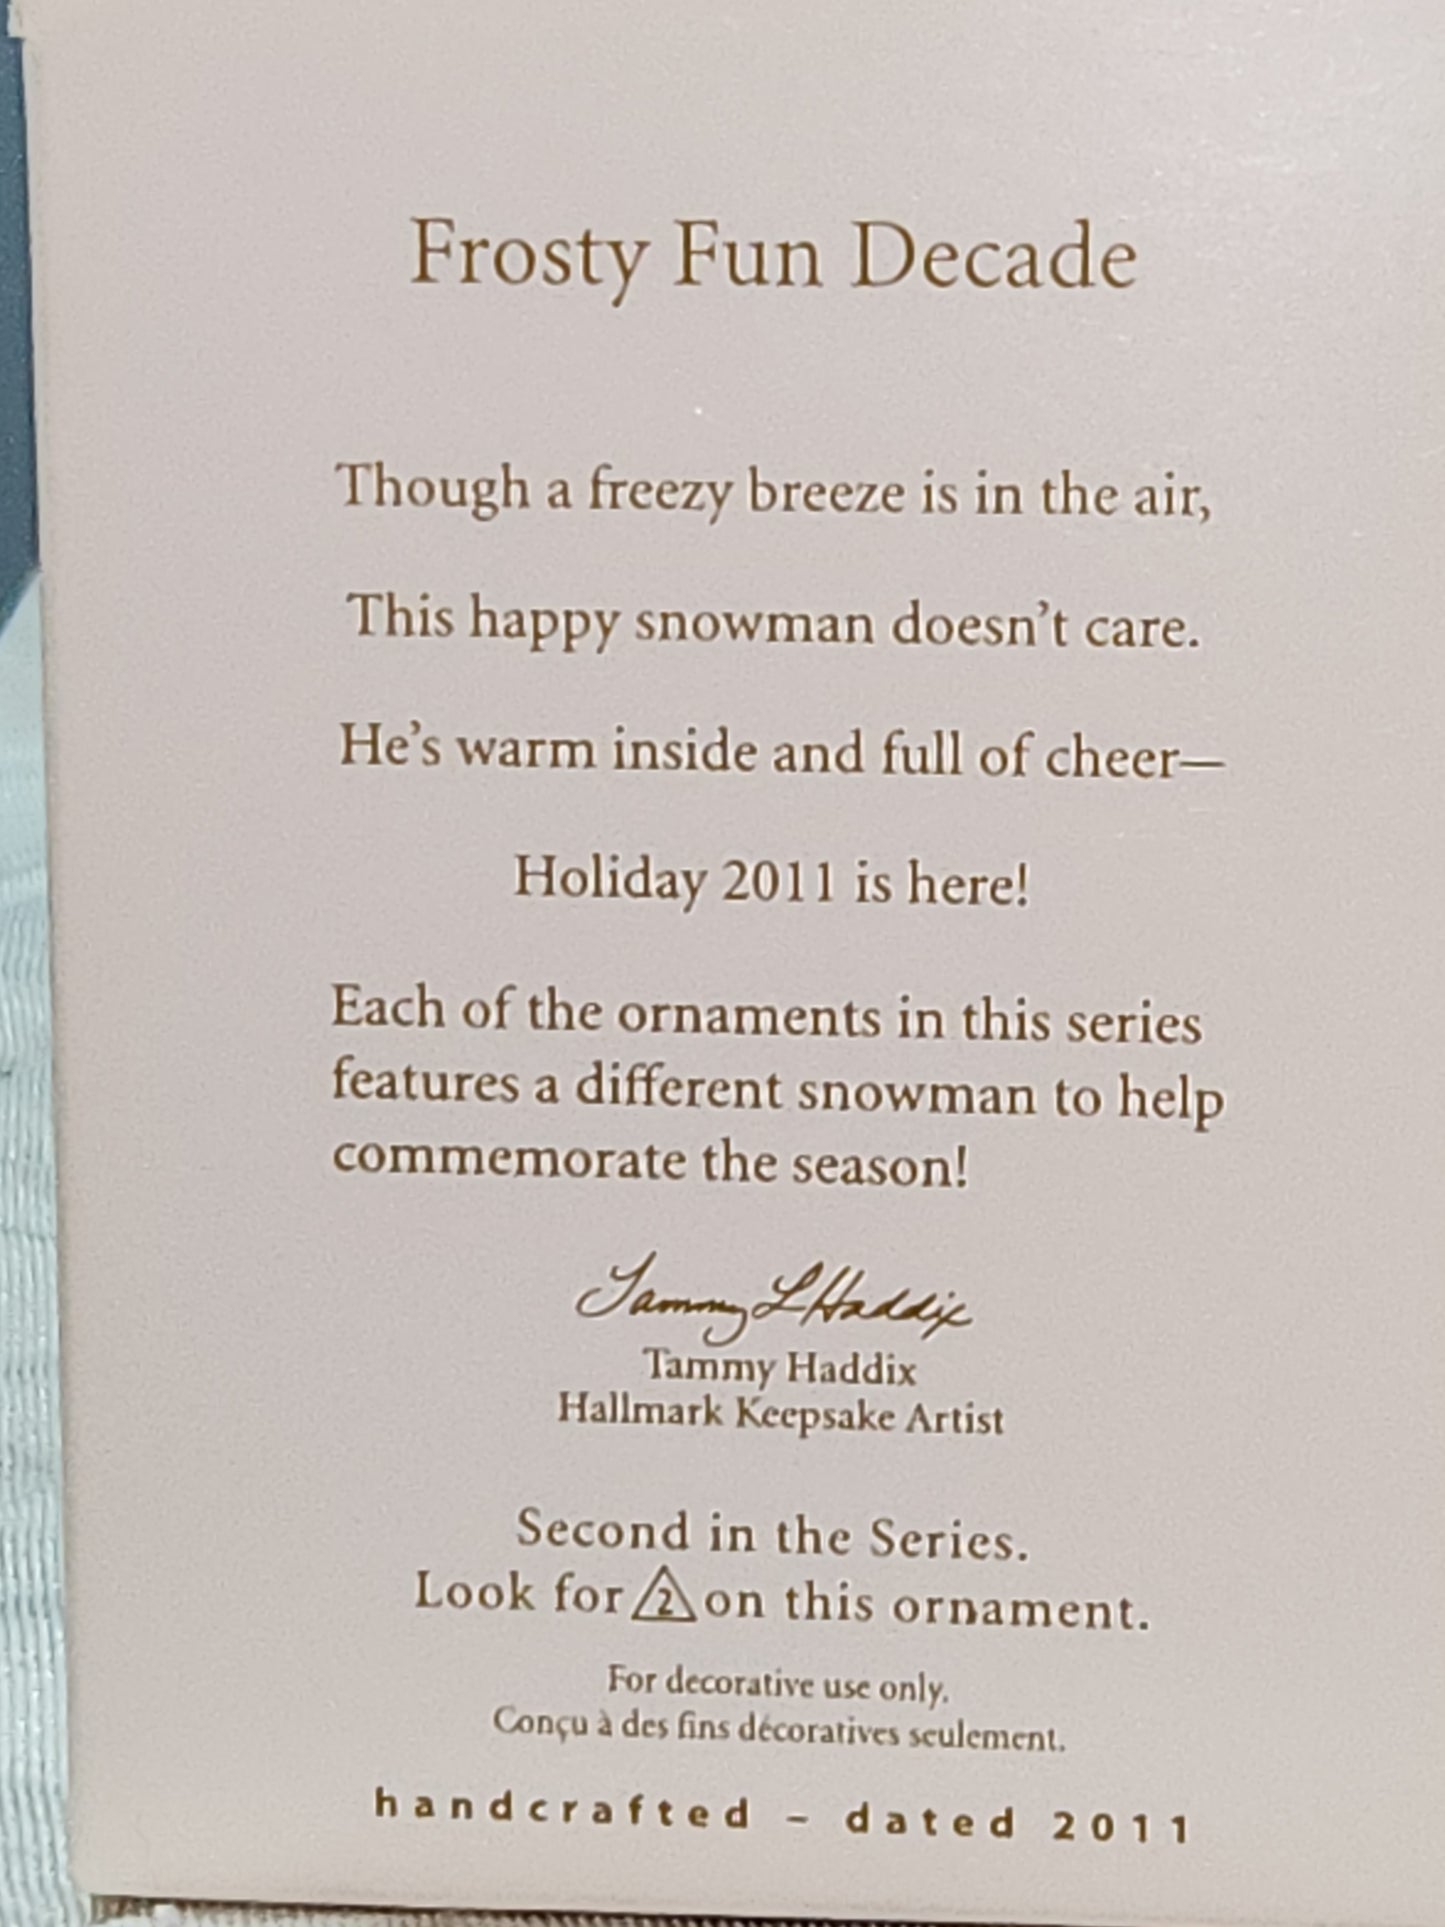 Frosty Fun Decade
Though a freezy breeze is in the air,
This happy snowman doesn't care.
He's warm inside and full of cheer—
Holiday 2011 is here!
Each of the ornaments in this series
features a different snowman to help
commemorate the season!
Tammy L Haddix
Tammy Haddix
Hallmark Keepsake Artist
Second in the Series.
Look for 2 on this ornament.
For decorative use only.
Conçu à des fins décoratives seulement.
handcrafted – dated 2011